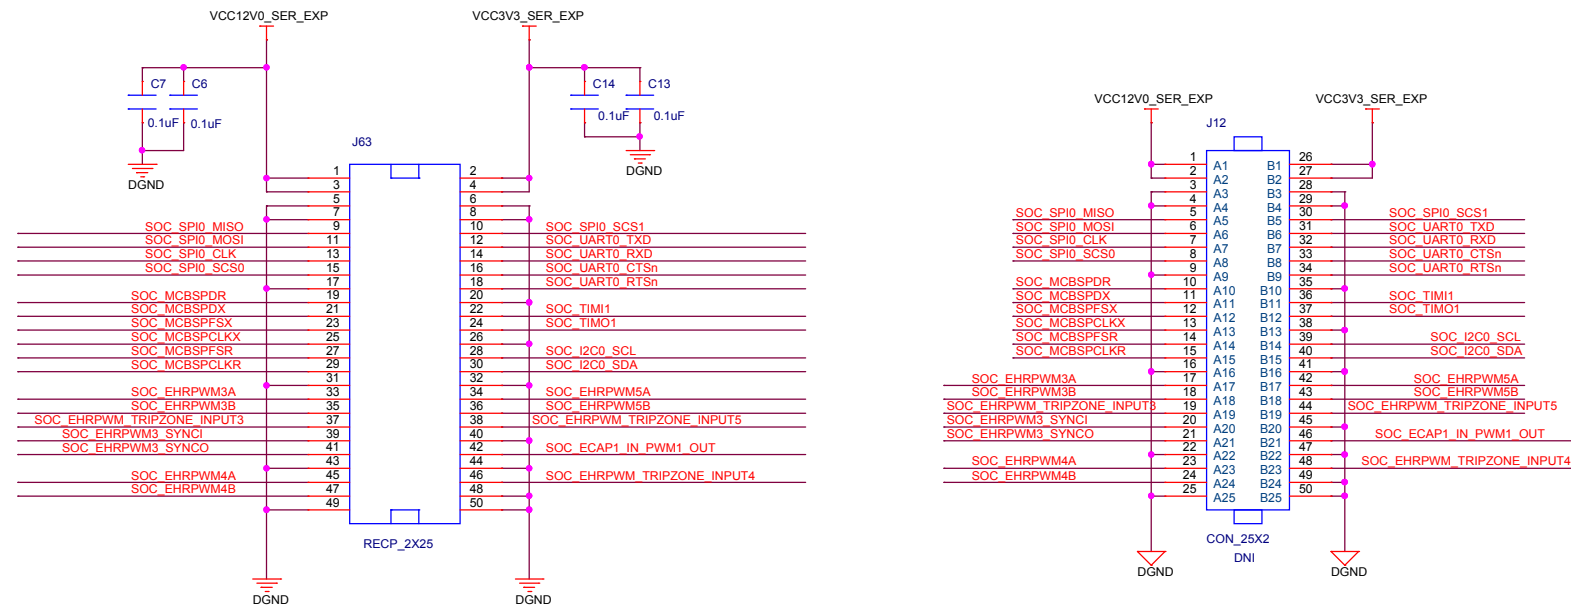 VCC12V0_SER_EXP
VCC3V3_SER_EXP
C7
C6
0.1uF
0.1uF
DGND
C14
C13
0.1uF
0.1uF
DGND
J63
1
2
3
4
5
6
7
8
SOC_SPI0_MISO 9
10 SOC_SPI0_SCS1
SOC_SPI0_MOSI 11
12 SOC_UART0_TXD
SOC_SPI0_CLK 13
14 SOC_UART0_RXD
SOC_SPI0_SCS0 15
16 SOC_UART0_CTSn
17
18 SOC_UART0_RTSn
SOC_MCBSPDR 19
20
SOC_MCBSPDX 21
22 SOC_TIMI1
SOC_MCBSPFSX 23
24 SOC_TIMO1
SOC_MCBSPCLKX 25
26
SOC_MCBSPFSR 27
28 SOC_I2C0_SCL
SOC_MCBSPCLKR 29
30 SOC_I2C0_SDA
31
32
SOC_EHRPWM3A 33
34 SOC_EHRPWM5A
SOC_EHRPWM3B 35
36 SOC_EHRPWM5B
SOC_EHRPWM_TRIPZONE_INPUT3 37
38 SOC_EHRPWM_TRIPZONE_INPUT5
SOC_EHRPWM3_SYNCI 39
40
SOC_EHRPWM3_SYNCO 41
42 SOC_ECAP1_IN_PWM1_OUT
43
44
SOC_EHRPWM4A 45
46 SOC_EHRPWM_TRIPZONE_INPUT4
SOC_EHRPWM4B 47
48
49
50
RECP_2X25
DGND
DGND
VCC12V0_SER_EXP
VCC3V3_SER_EXP
J12
1 A1 B1 26
2 A2 B2 27
3 A3 B3 28
4 A4 B4 29
SOC_SPI0_MISO 5 A5 B5 30 SOC_SPI0_SCS1
SOC_SPI0_MOSI 6 A6 B6 31 SOC_UART0_TXD
SOC_SPI0_CLK 7 A7 B7 32 SOC_UART0_RXD
SOC_SPI0_SCS0 8 A8 B8 33 SOC_UART0_CTSn
9 A9 B9 34 SOC_UART0_RTSn
SOC_MCBSPDR 10 A10 B10 35
SOC_MCBSPDX 11 A11 B11 36 SOC_TIMI1
SOC_MCBSPFSX 12 A12 B12 37 SOC_TIMO1
SOC_MCBSPCLKX 13 A13 B13 38
SOC_MCBSPFSR 14 A14 B14 39 SOC_I2C0_SCL
SOC_MCBSPCLKR 15 A15 B15 40 SOC_I2C0_SDA
16 A16 B16 41
SOC_EHRPWM3A 17 A17 B17 42 SOC_EHRPWM5A
SOC_EHRPWM3B 18 A18 B18 43 SOC_EHRPWM5B
SOC_EHRPWM_TRIPZONE_INPUT3 19 A19 B19 44 SOC_EHRPWM_TRIPZONE_INPUT5
SOC_EHRPWM3_SYNCI 20 A20 B20 45
SOC_EHRPWM3_SYNCO 21 A21 B21 46 SOC_ECAP1_IN_PWM1_OUT
22 A22 B22 47
SOC_EHRPWM4A 23 A23 B23 48 SOC_EHRPWM_TRIPZONE_INPUT4
SOC_EHRPWM4B 24 A24 B24 49
25 A25 B25 50
CON_25X2
DNI
DGND
DGND